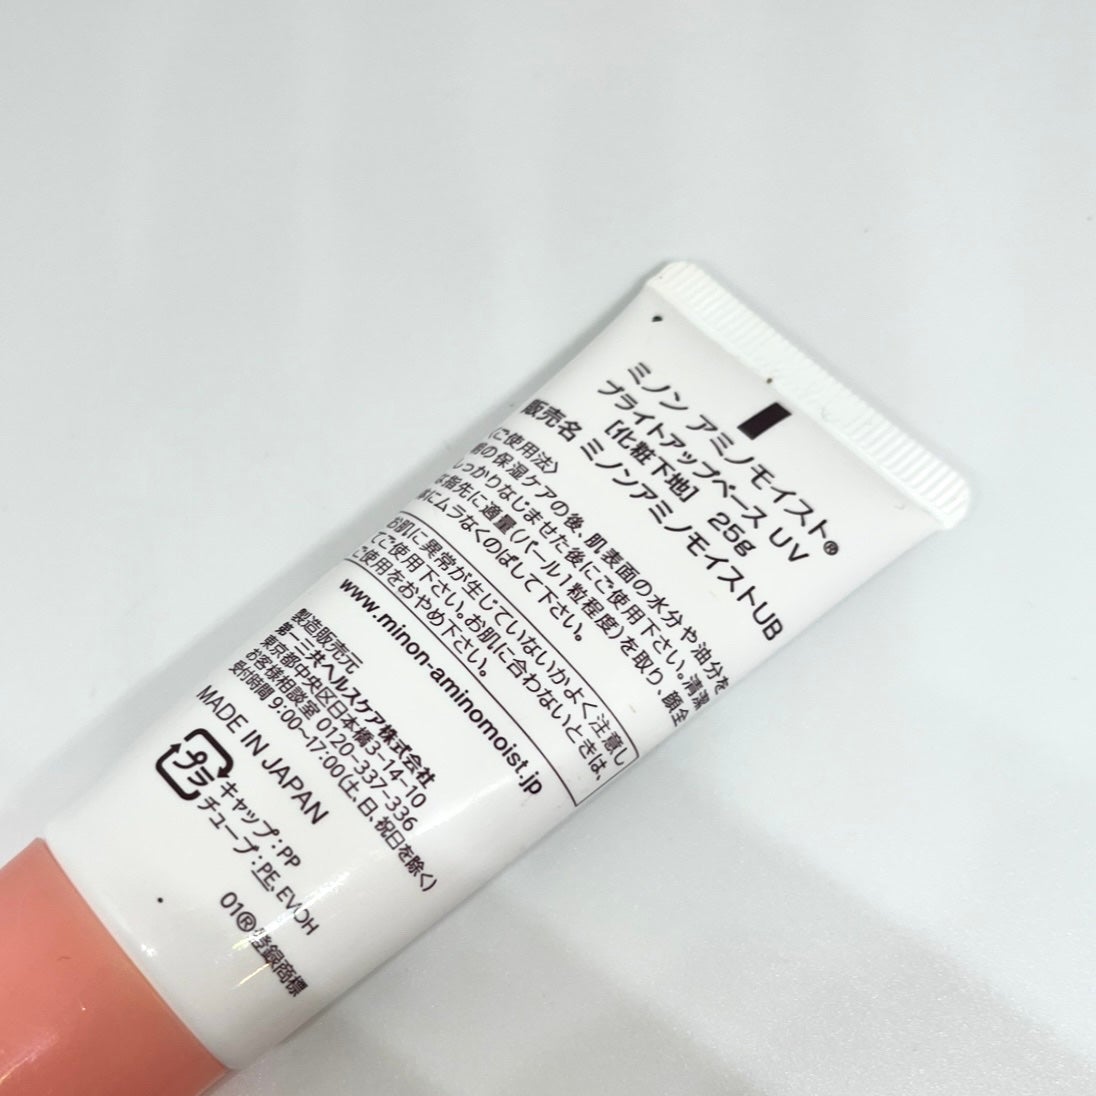 ミノン アミノモイスト®
ブライトアップベース UV
[化粧下地] 25g
販売名 ミノンアミノモイストUB
〈ご使用法〉
の保湿ケアの後、肌表面の水分や油分を
しっかりなじませた後にご使用下さい。清潔
な指先に適量(パール1粒程度)を取り、顔全
にムラなくのばして下さい。
お肌に異常が生じていないかよく注意し
てご使用下さい。お肌に合わないときは、
ご使用をおやめ下さい。
www.minon-aminomoist.jp
製造販売元
第一三共ヘルスケア株式会社
東京都中央区日本橋3-14-10
お客様相談室 0120-337-336
受付時間 9:00~17:00(土、日、祝日を除く)
MADE IN JAPAN
プラ
キャップ:PP
チューブ:PE, EVOH
01®登録商標